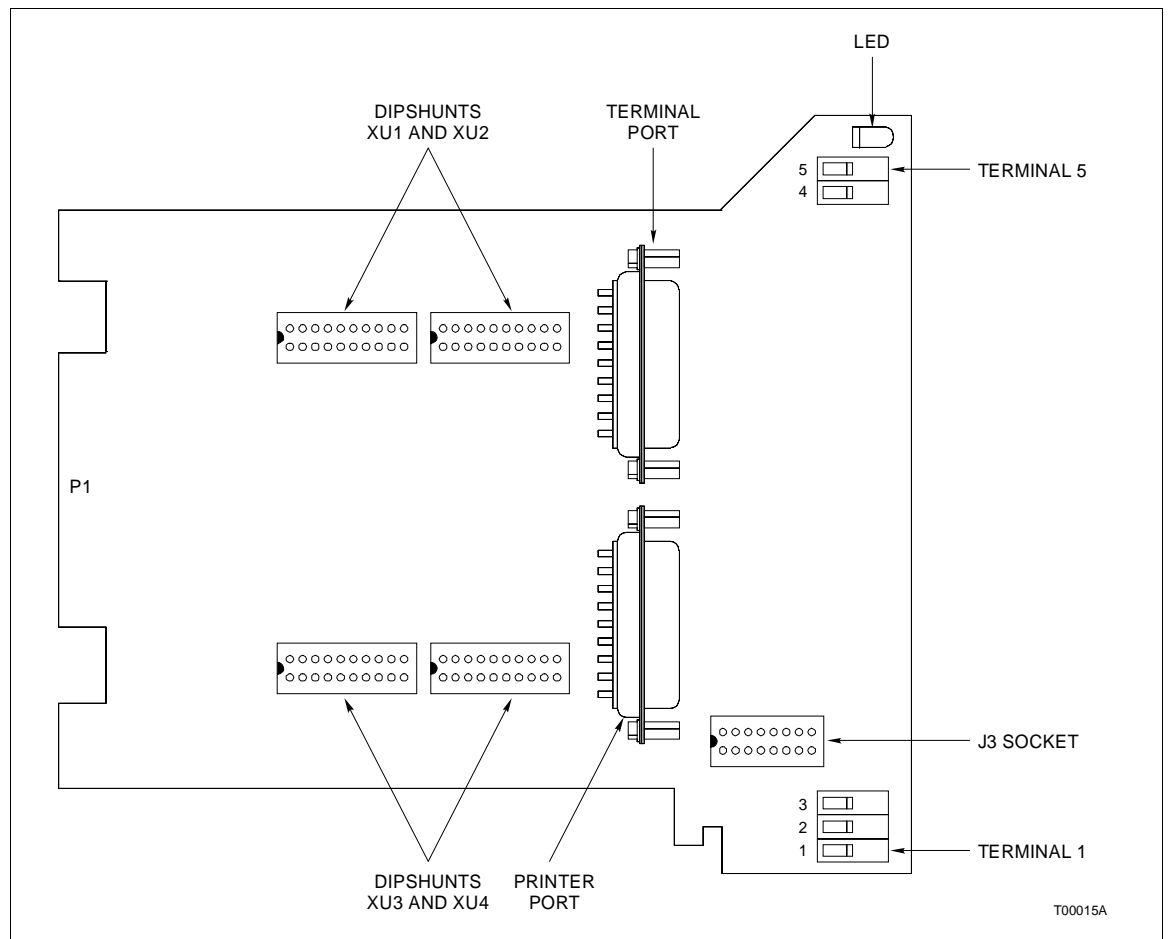 LED
DIPSHUNTS
XU1 AND XU2
TERMINAL
PORT
5
TERMINAL 5
4
P1
J3 SOCKET
3
2
1
TERMINAL 1
DIPSHUNTS
XU3 AND XU4
PRINTER
PORT
T00015A